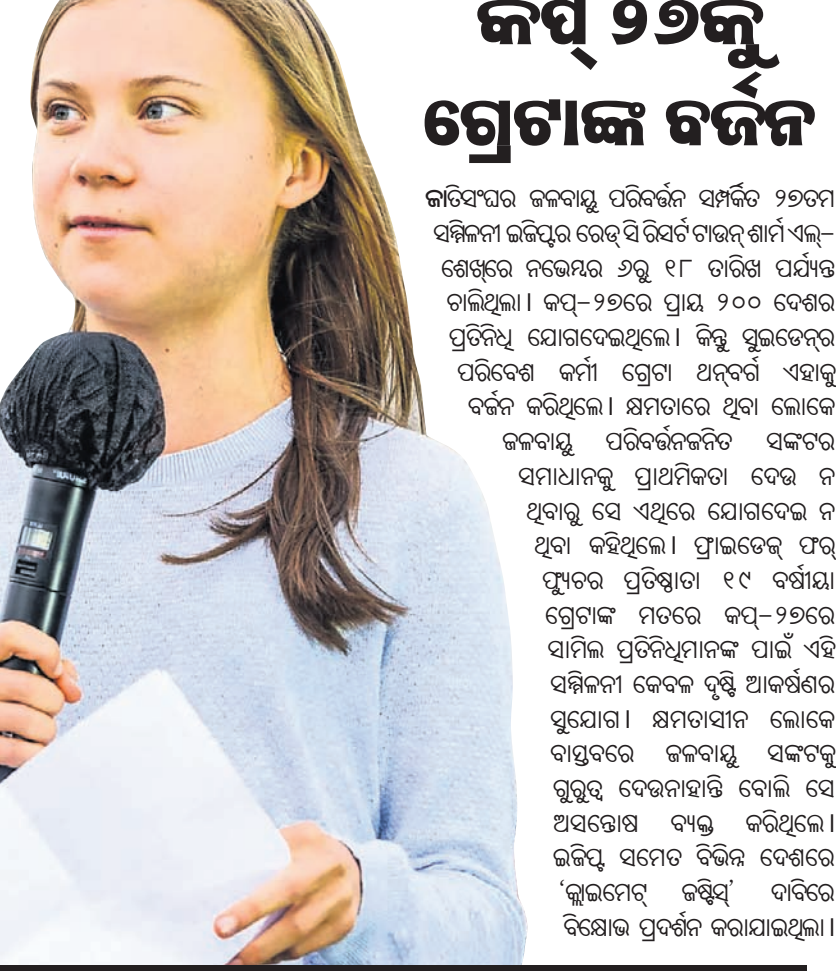 କପ୍ ୨୭କୁ
ଗ୍ରେଟାଙ୍କ ବର୍ଜନ
ଜାତିସଂଘର ଜଳବାୟୁ ପରିବର୍ତ୍ତନ ସମ୍ପର୍କିତ ୨୭ତମ
ସମ୍ମିଳନୀ ଇଜିପ୍ଟର ରେଡ୍ ସି ରିସର୍ଟ ଟାଉନ୍ ଶାର୍ମ ଏଲ୍-
ଶେଖ୍‌ରେ ନଭେମ୍ବର ୬ରୁ ୧୮ ତାରିଖ ପର୍ଯ୍ୟନ୍ତ
ଚାଲିଥିଲା। କପ୍-୨୭ରେ ପ୍ରାୟ ୨୦୦ ଦେଶର
ପ୍ରତିନିଧି ଯୋଗଦେଇଥିଲେ। କିନ୍ତୁ ସୁଇଡେନ୍‌ର
ପରିବେଶ କର୍ମୀ ଗ୍ରେଟା ଥନ୍‌ବର୍ଗ ଏହାକୁ
ବର୍ଜନ କରିଥିଲେ। କ୍ଷମତାରେ ଥିବା ଲୋକେ
ଜଳବାୟୁ ପରିବର୍ତ୍ତନଜନିତ ସଙ୍କଟର
ସମାଧାନକୁ ପ୍ରାଥମିକତା ଦେଉ ନ
ଥିବାରୁ ସେ ଏଥିରେ ଯୋଗଦେଇ ନ
ଥିବା କହିଥିଲେ। ଫ୍ରାଇଡେଜ୍ ଫର୍
ଫ୍ୟୁଚର ପ୍ରତିଷ୍ଠାତା ୧୯ ବର୍ଷୀୟା
ଗ୍ରେଟାଙ୍କ ମତରେ କପ୍-୨୭ରେ
ସାମିଲ ପ୍ରତିନିଧିମାନଙ୍କ ପାଇଁ ଏହି
ସମ୍ମିଳନୀ କେବଳ ଦୃଷ୍ଟି ଆକର୍ଷଣର
ସୁଯୋଗ। କ୍ଷମତାସୀନ ଲୋକେ
ବାସ୍ତବରେ ଜଳବାୟୁ ସଙ୍କଟକୁ
ଗୁରୁତ୍ୱ ଦେଉନାହାନ୍ତି ବୋଲି ସେ
ଅସନ୍ତୋଷ ବ୍ୟକ୍ତ କରିଥିଲେ।
ଇଜିପ୍ଟ ସମେତ ବିଭିନ୍ନ ଦେଶରେ
‘କ୍ଲାଇମେଟ୍ ଜଷ୍ଟିସ୍’ ଦାବିରେ
ବିକ୍ଷୋଭ ପ୍ରଦର୍ଶନ କରାଯାଇଥିଲା।